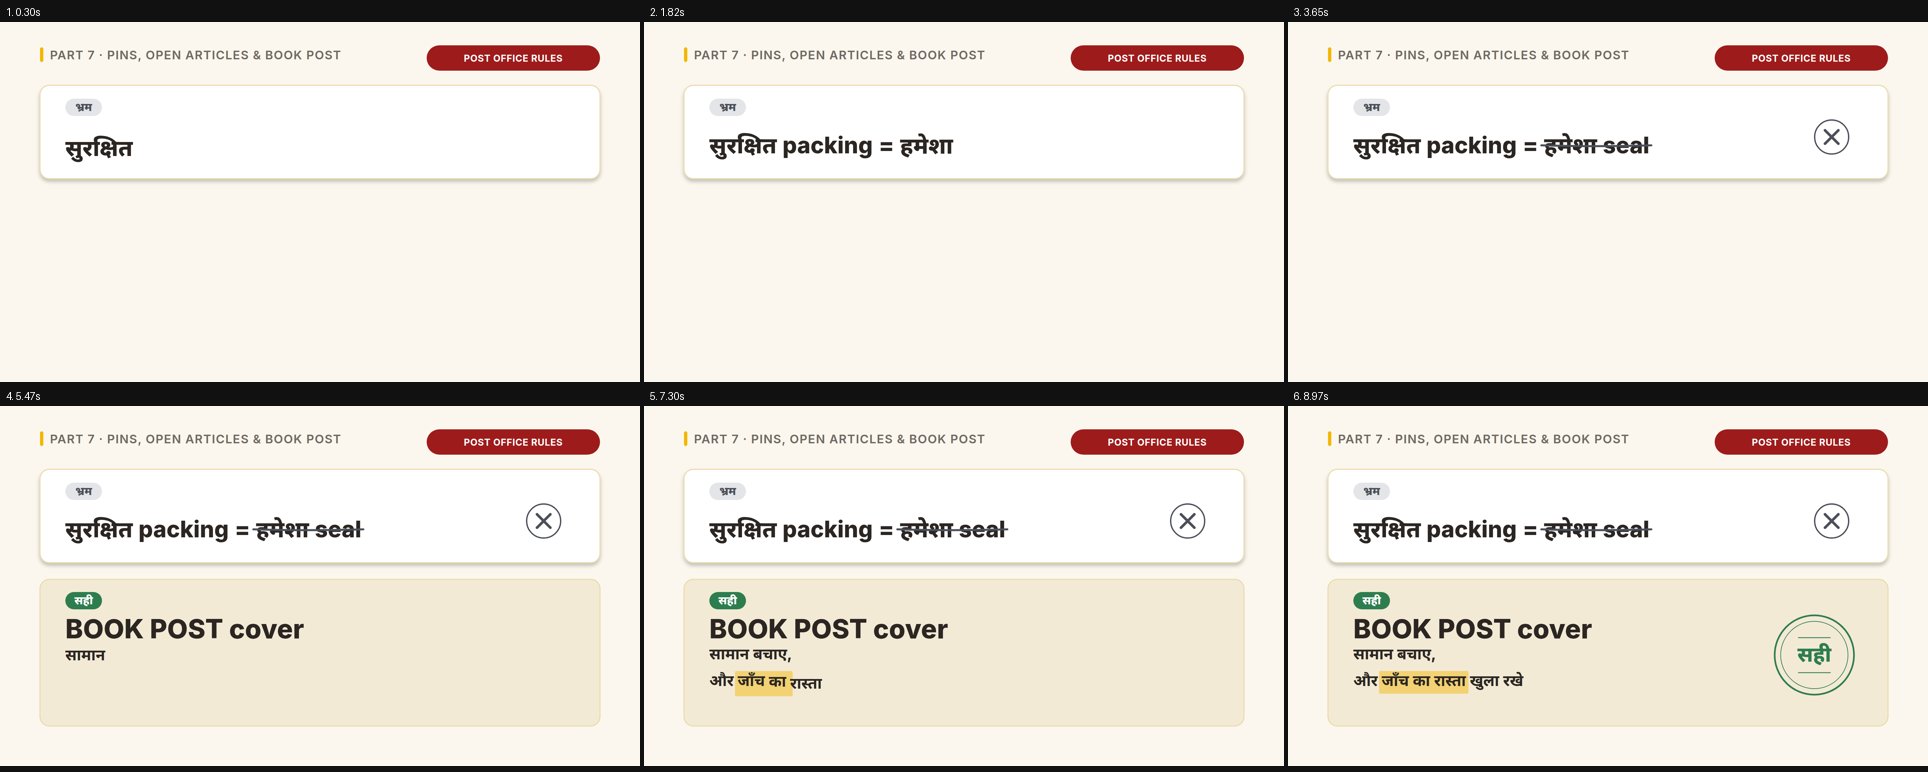 1. 0.30s
PART 7 · PINS, OPEN ARTICLES & BOOK POST
POST OFFICE RULES
भ्रम
सुरक्षित
2. 1.82s
PART 7 · PINS, OPEN ARTICLES & BOOK POST
POST OFFICE RULES
भ्रम
सुरक्षित packing = हमेशा
3. 3.65s
PART 7 · PINS, OPEN ARTICLES & BOOK POST
POST OFFICE RULES
भ्रम
सुरक्षित packing = हमेशा seal
4. 5.47s
PART 7 · PINS, OPEN ARTICLES & BOOK POST
POST OFFICE RULES
भ्रम
सुरक्षित packing = हमेशा seal
सही
BOOK POST cover
सामान
5. 7.30s
PART 7 · PINS, OPEN ARTICLES & BOOK POST
POST OFFICE RULES
भ्रम
सुरक्षित packing = हमेशा seal
सही
BOOK POST cover
सामान बचाए,
और जाँच का रास्ता
6. 8.97s
PART 7 · PINS, OPEN ARTICLES & BOOK POST
POST OFFICE RULES
भ्रम
सुरक्षित packing = हमेशा seal
सही
BOOK POST cover
सामान बचाए,
और जाँच का रास्ता खुला रखे
सही